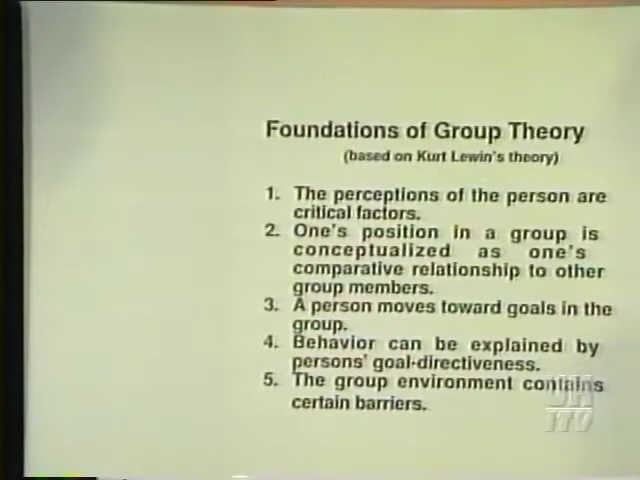 Foundations of Group Theory
(based on Kurt Lewin's theory)
1. The perceptions of the person are
critical factors.
2. One's position in a group is
conceptualized as one's
comparative relationship to other
group members.
3. A person moves toward goals in the
group.
4. Behavior can be explained by
persons' goal-directiveness.
5. The group environment contains
certain barriers.